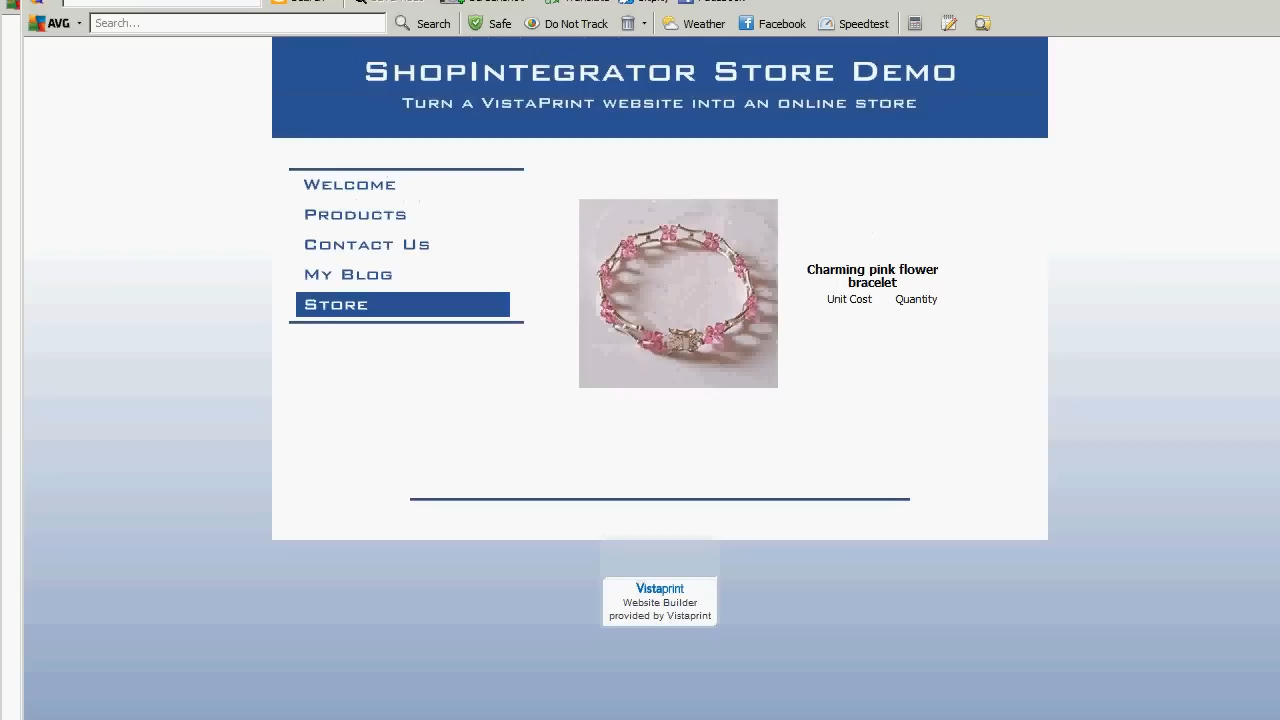 AVG Search... Search Safe Do Not Track Weather Facebook Speedtest
ShopIntegrator Store Demo
Turn a VistaPrint website into an online store
Welcome
Products
Contact Us
My Blog
Store
Charming pink flower
bracelet
Unit Cost Quantity
Vistaprint
Website Builder
provided by Vistaprint